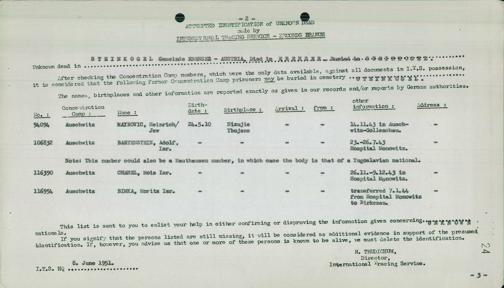 - 2 -
ATTEMPTED IDENTIFICATION OF UNKNOWN DEAD
made by
INTERNATIONAL TRACING SERVICE - RECORDS BRANCH
Unknown dead in STEINKOGEL Gemeinde EBENSEE - AUSTRIA, Died in EBENSEE Buried in
After checking the Concentration Camp numbers, which were the only data available, against all documents in I.T.S. possession,
it is considered that the following former Concentration Camp prisoners may be buried in cemetery STEINKOGEL
The name, birthplaces and other information are reported exactly as given in our records and/or reports by German authorities.
No.: Concentration Camp: Name: Birth-date: Birthplace: Arrival: from: other information: Address:
94094 Auschwitz Heinrich/ Jew 24.5.10 - - 14.11.43 in Auschwitz-Golleschau. -
106832 Auschwitz Adolf, Isr. - - - - 23.-26.7.43 Hospital Monowitz. -
Note: This number could also be a Mauthausen number, in which case the body is that of a Yugoslavian national.
116390 Auschwitz Isr. - - - - 26.11.-9.12.43 in Hospital Monowitz. -
116954 Auschwitz Moritz Isr. - - - - transferred 7.1.44 from Hospital Monowitz to Birkenau. -
This list is sent to you to enlist your help in either confirming or disproving the information given concerning
nationals.
If you signify that the persons listed are still missing, it will be considered as additional evidence in support of the presumed
identification. If, however, you advise us that one or more of these persons is known to be alive, we must delete the identification.
24
8. June 1951.
I.T.S. HQ
H. THUDICHUM,
Director,
International Tracing Service.
- 3 -